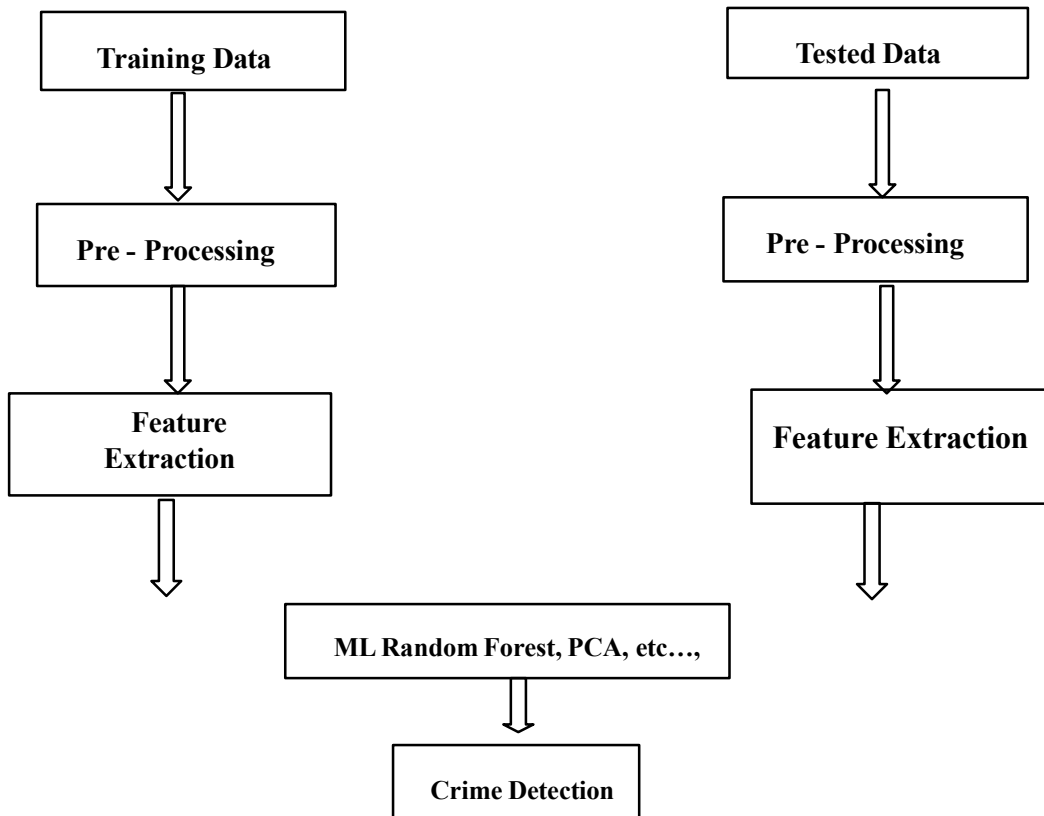 Training Data
Tested Data
Pre - Processing
Pre - Processing
Feature
Extraction
Feature Extraction
ML Random Forest, PCA, etc…,
Crime Detection